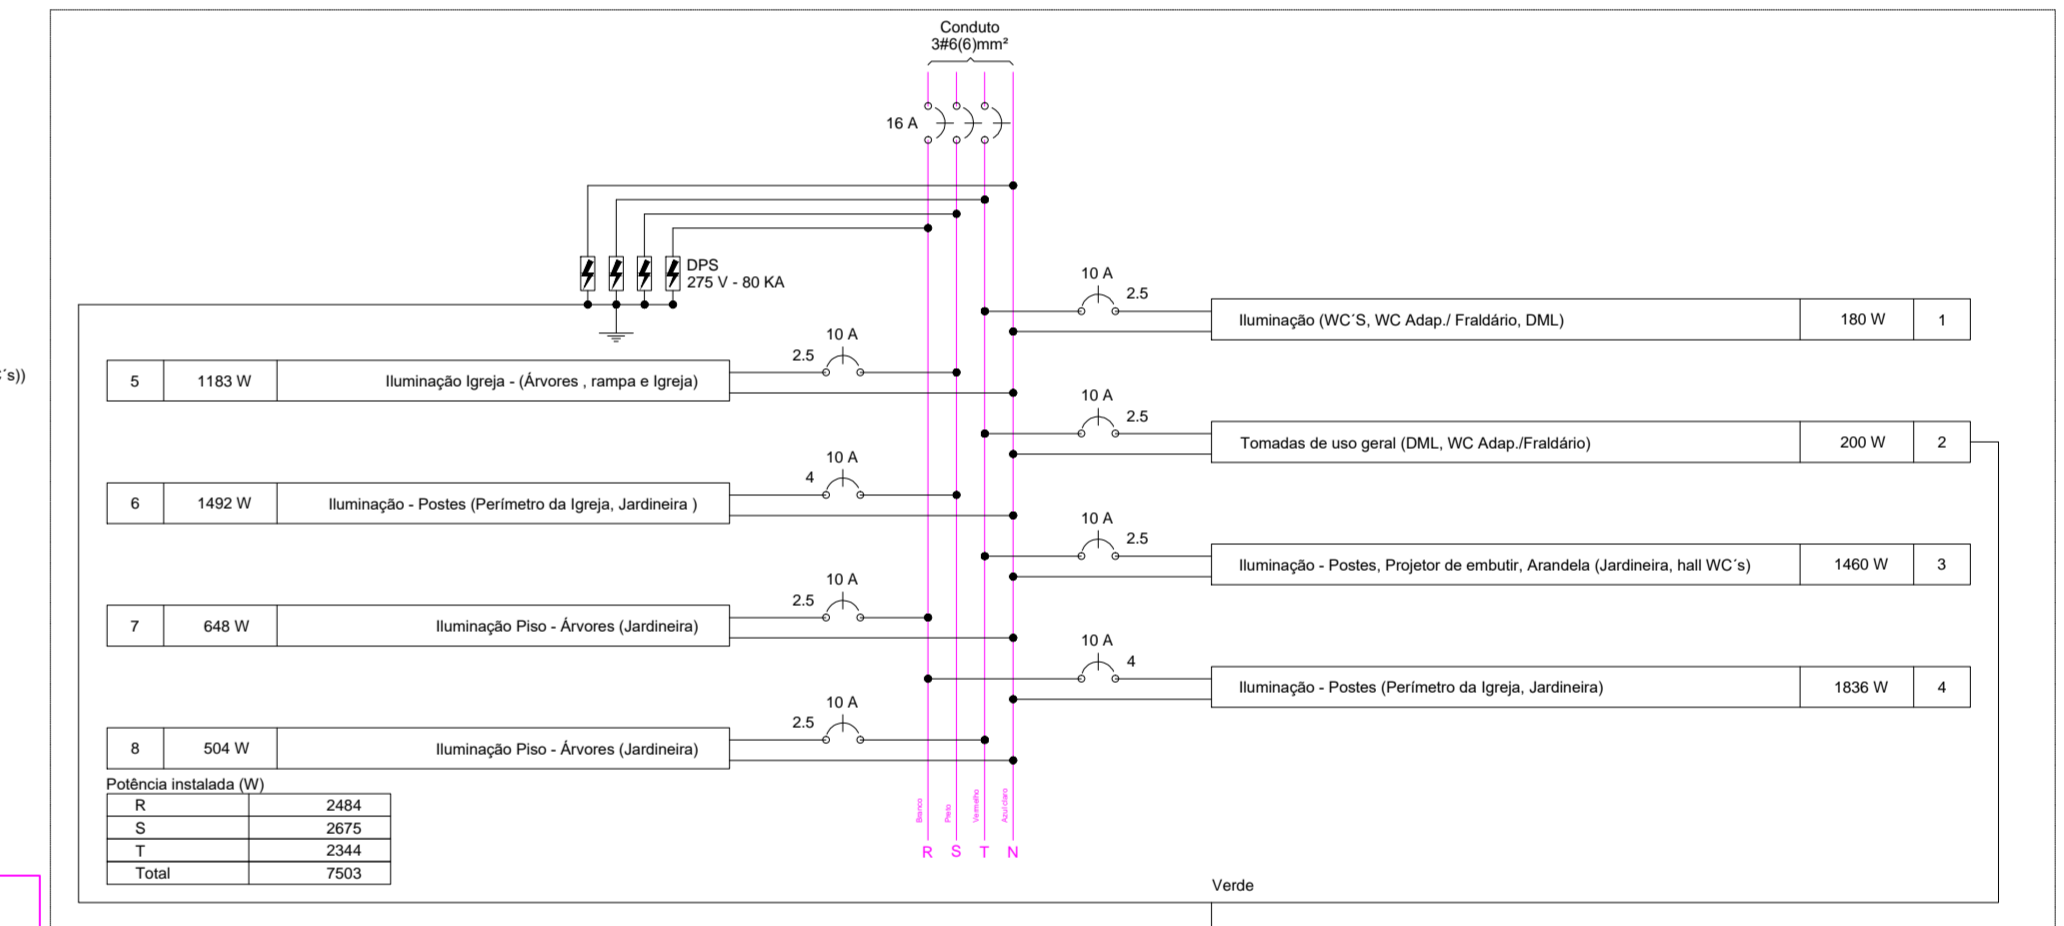 Conduto
3#6(6)mm²
16 A
DPS
275 V - 80 KA
10 A
2.5
Iluminação (WC´S, WC Adap./ Fraldário, DML)
180 W
1
10 A
2.5
5
1183 W
Iluminação Igreja - (Árvores , rampa e Igreja)
´s))
10 A
2.5
Tomadas de uso geral (DML, WC Adap./Fraldário)
200 W
2
10 A
4
6
1492 W
Iluminação - Postes (Perímetro da Igreja, Jardineira )
10 A
2.5
Iluminação - Postes, Projetor de embutir, Arandela (Jardineira, hall WC´s)
1460 W
3
10 A
2.5
7
648 W
Iluminação Piso - Árvores (Jardineira)
10 A
4
Iluminação - Postes (Perímetro da Igreja, Jardineira)
1836 W
4
10 A
2.5
8
504 W
Iluminação Piso - Árvores (Jardineira)
Potência instalada (W)
R 2484
S 2675
T 2344
Total 7503
Branco
Preto
Vermelho
Azul claro
R S T N
Verde